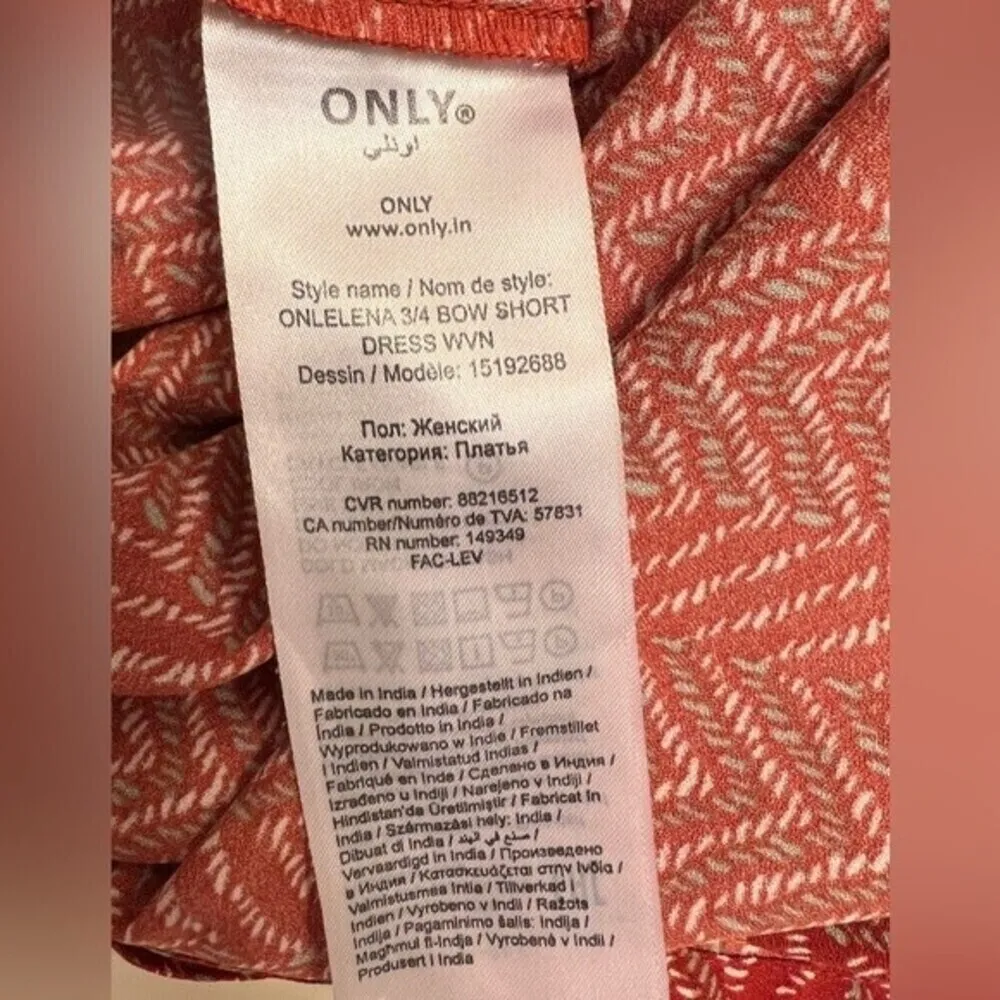 ONLY®
اونلي
ONLY
www.only.in
Style name / Nom de style:
ONLELENA 3/4 BOW SHORT
DRESS WVN
Dessin / Modèle: 15192688
Пол: Женский
Категория: Платья
CVR number: 88216512
CA number/Numéro de TVA: 57831
RN number: 149349
FAC-LEV
Made in India / Hergestellt in Indien /
Fabricado en India / Fabricado na
Índia / Prodotto in India /
Wyprodukowano w Indie / Fremstillet
i Indien / Valmistatud Indias /
Fabriqué en Inde / Сделано в Индии /
Izrađeno u Indiji / Narejeno v Indiji /
Hindistan'da Üretilmiştir / Fabricat în
India / Származási hely: India /
Dibuat di India / صنع في الهند /
Vervaardigd in India / Произведено
в Индия / Κατασκευάζεται στην Ινδία /
Valmistusmaa Intia / Tillverkad i
Indien / Vyrobeno v Indii / Ražots
Indija / Pagaminimo šalis: Indija /
Magħmul fl-Indja / Vyrobené v Indii /
Produsert i India